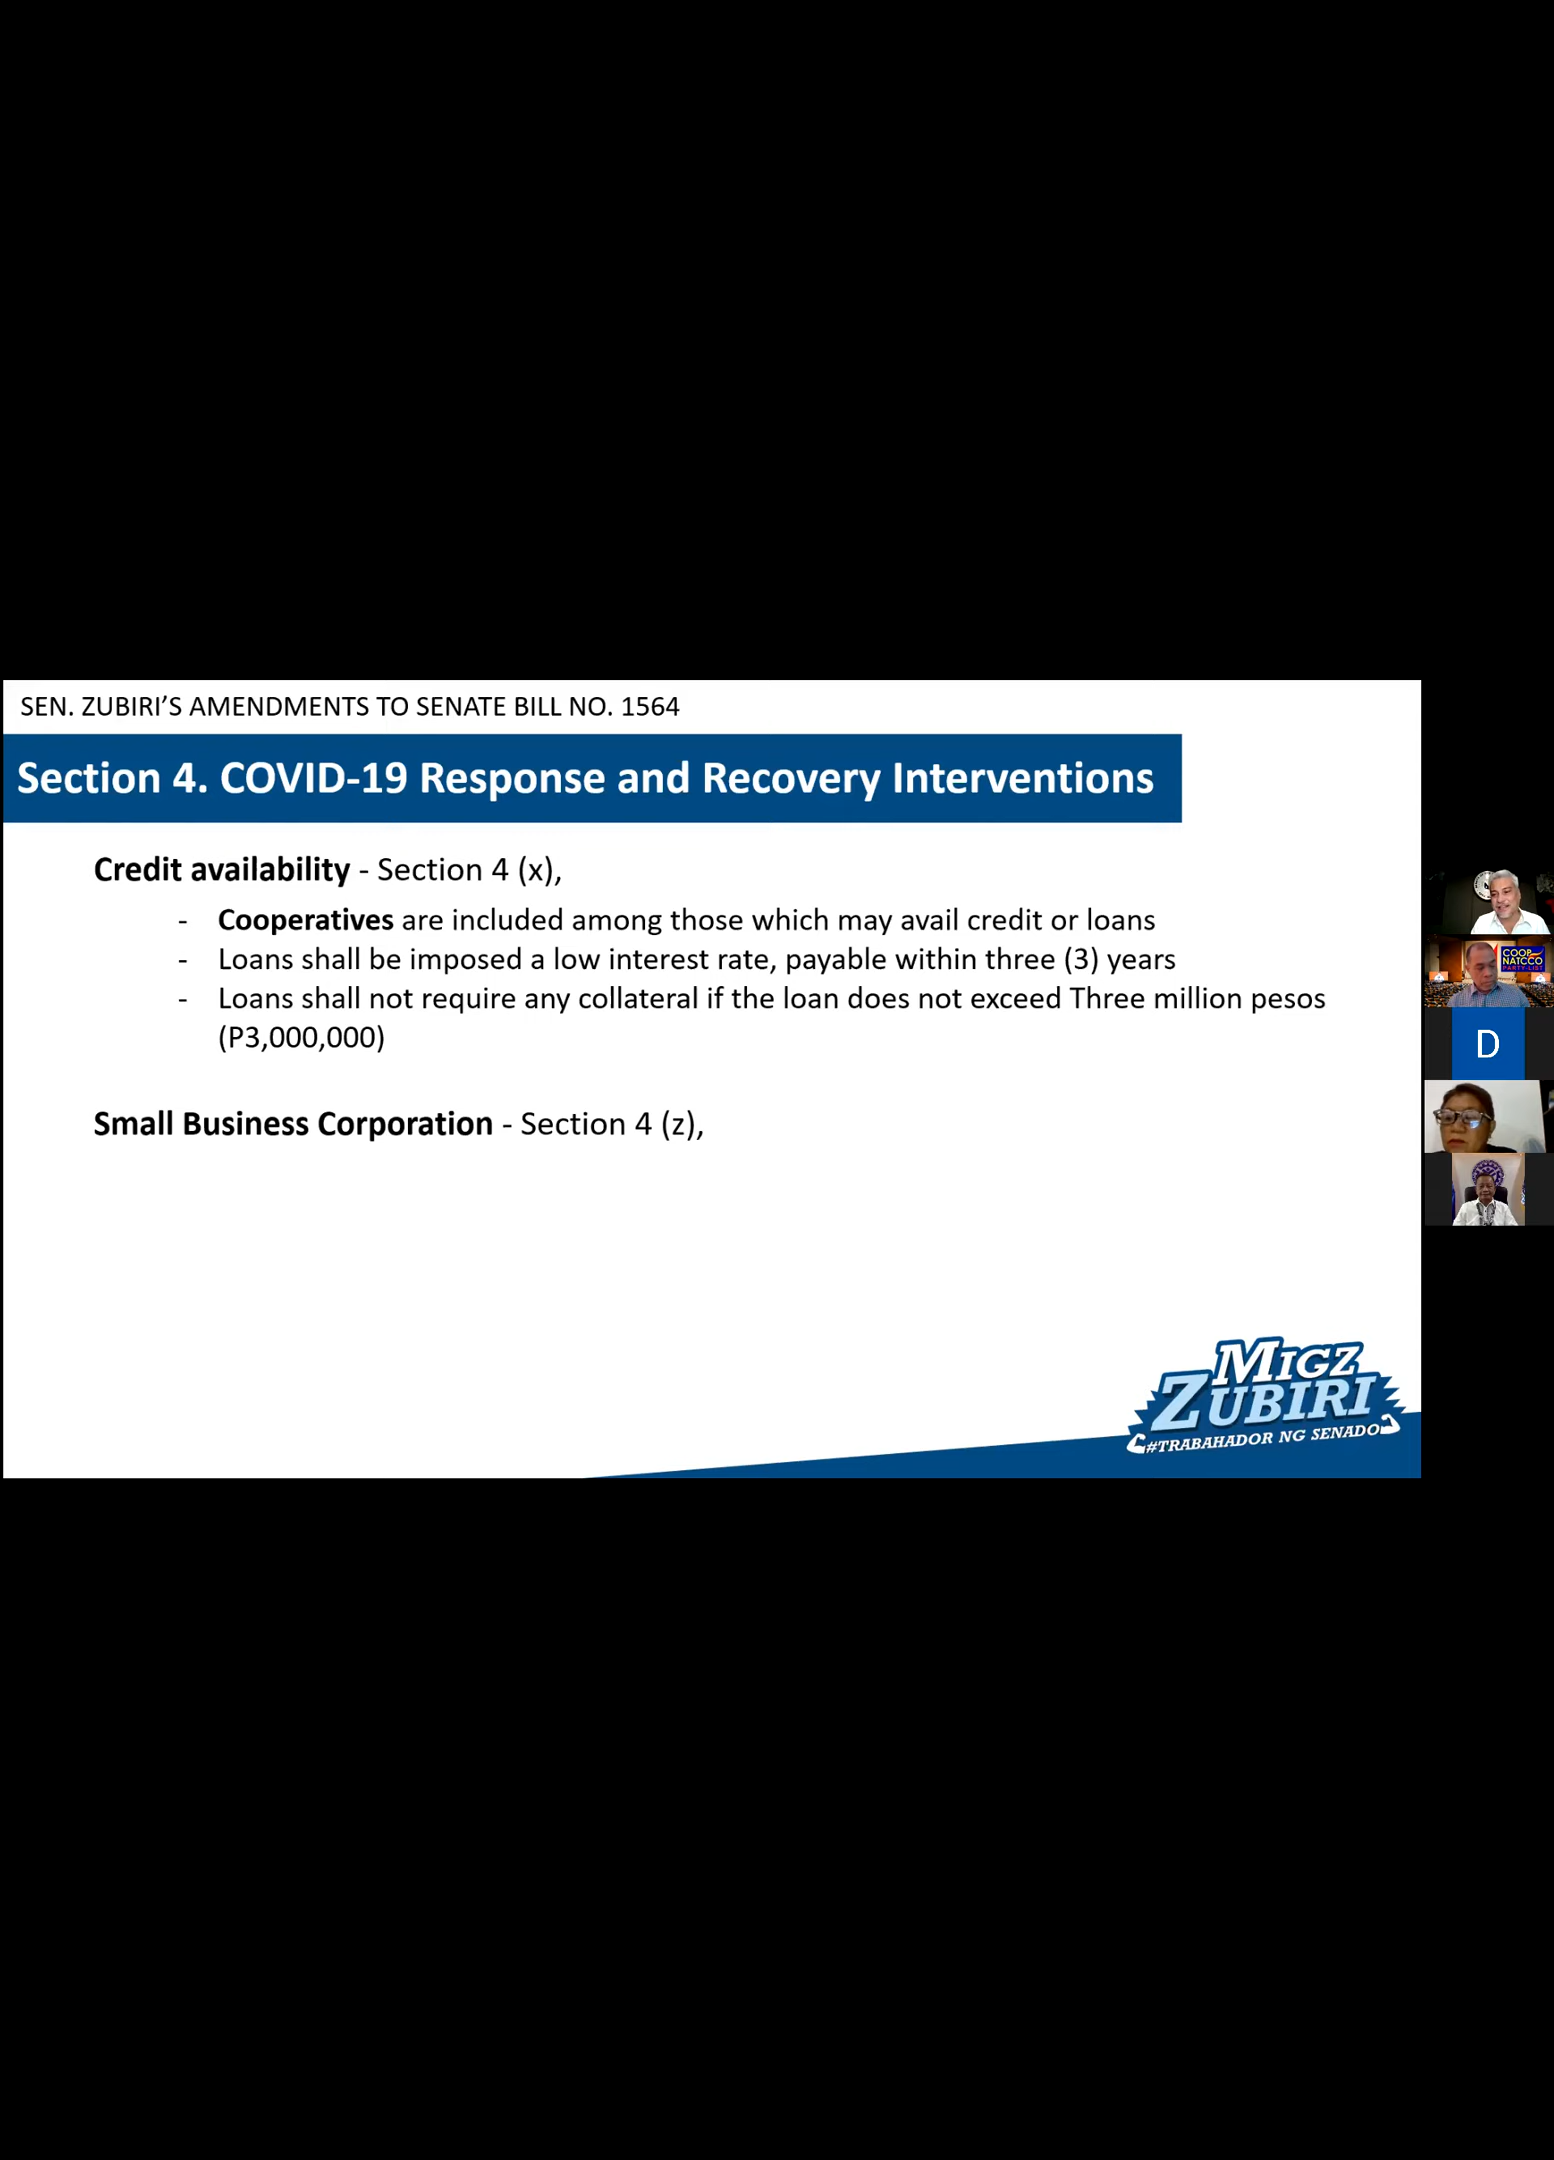 SEN. ZUBIRI'S AMENDMENTS TO SENATE BILL NO. 1564
Section 4. COVID-19 Response and Recovery Interventions
Credit availability - Section 4 (x),
- Cooperatives are included among those which may avail credit or loans
- Loans shall be imposed a low interest rate, payable within three (3) years
- Loans shall not require any collateral if the loan does not exceed Three million pesos
(P3,000,000)
Small Business Corporation - Section 4 (z),
MIGZ
ZUBIRI
#TRABAHADOR NG SENADO
COOP
NATCCO
PARTY-LIST
D